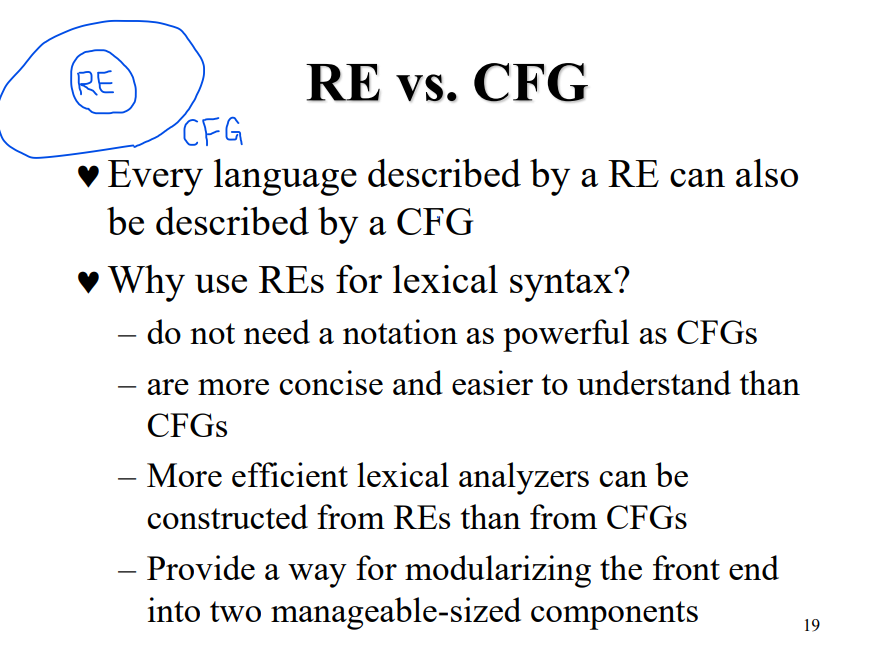 RE
CFG
RE vs. CFG
♥ Every language described by a RE can also
be described by a CFG
♥ Why use REs for lexical syntax?
– do not need a notation as powerful as CFGs
– are more concise and easier to understand than
CFGs
– More efficient lexical analyzers can be
constructed from REs than from CFGs
– Provide a way for modularizing the front end
into two manageable-sized components
19